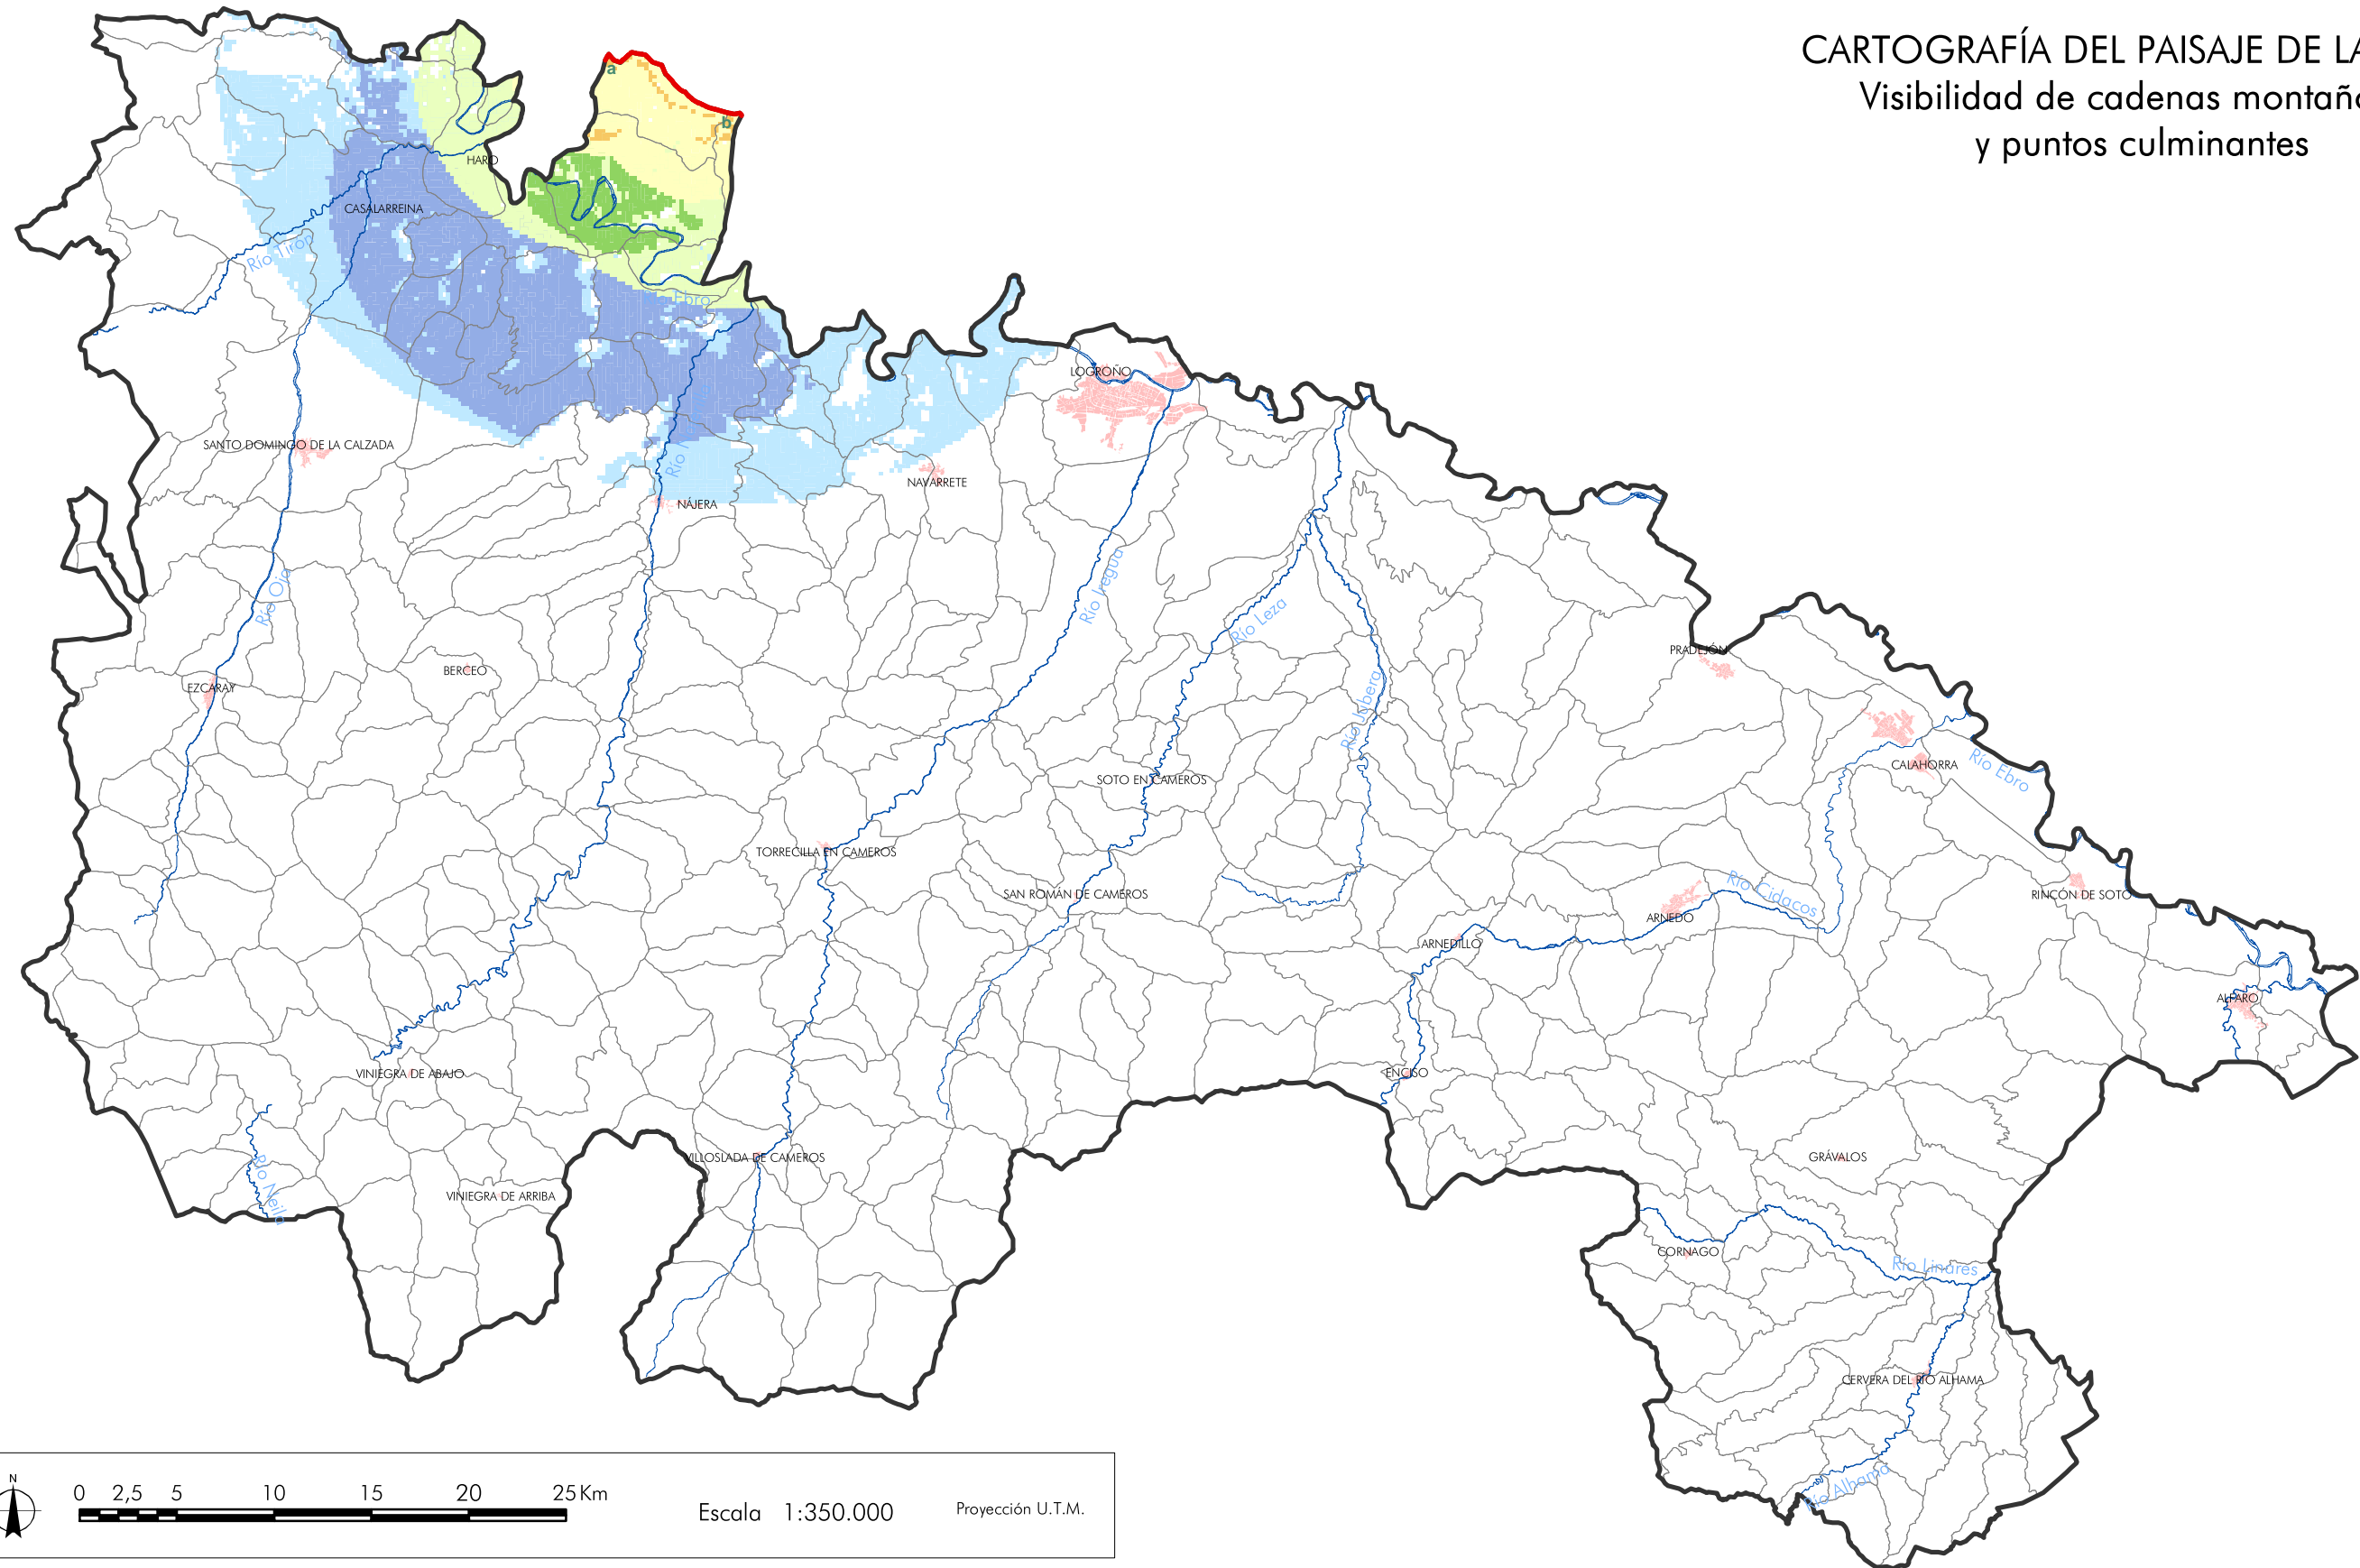 CARTOGRAFÍA DEL PAISAJE DE LA
Visibilidad de cadenas montaño
y puntos culminantes
a
b
HARO
CASALARREINA
Río Tirón
Ebro
LOGROÑO
SANTO DOMINGO DE LA CALZADA
Río
NAVARRETE
NÁJERA
Río Oja
Río Iregua
Río Leza
PRADEJÓN
BERCEO
EZCARAY
Río Jubera
CALAHORRA
Río Ebro
SOTO EN CAMEROS
TORRECILLA EN CAMEROS
SAN ROMÁN DE CAMEROS
Río Cidacos
RINCÓN DE SOTO
ARNEDO
ARNEDILLO
ALFARO
VINIEGRA DE ABAJO
ENCISO
VILLOSLADA DE CAMEROS
GRÁVALOS
Río Neila
VINIEGRA DE ARRIBA
CORNAGO
Río Linares
CERVERA DEL RÍO ALHAMA
Río Alhama
N
0 2,5 5 10 15 20 25 Km
Escala 1:350.000
Proyección U.T.M.